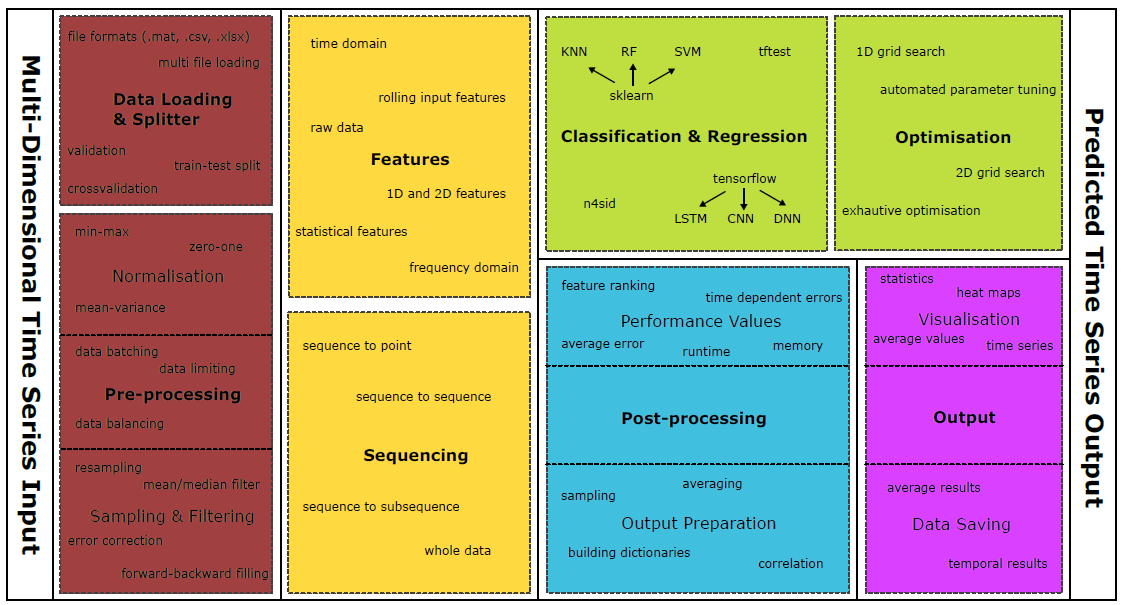 Multi-Dimensional Time Series Input
file formats (.mat, .csv, .xlsx)
multi file loading
Data Loading
& Splitter
validation
train-test split
crossvalidation
min-max
zero-one
Normalisation
mean-variance
data batching
data limiting
Pre-processing
data balancing
resampling
mean/median filter
Sampling & Filtering
error correction
forward-backward filling
time domain
rolling input features
raw data
Features
1D and 2D features
statistical features
frequency domain
sequence to point
sequence to sequence
Sequencing
sequence to subsequence
whole data
KNN
RF
SVM
tftest
sklearn
Classification & Regression
tensorflow
n4sid
LSTM
CNN
DNN
1D grid search
automated parameter tuning
Optimisation
2D grid search
exhautive optimisation
feature ranking
time dependent errors
Performance Values
average error
runtime
memory
Post-processing
averaging
sampling
Output Preparation
building dictionaries
correlation
statistics
heat maps
Visualisation
average values
time series
Output
average results
Data Saving
temporal results
Predicted Time Series Output